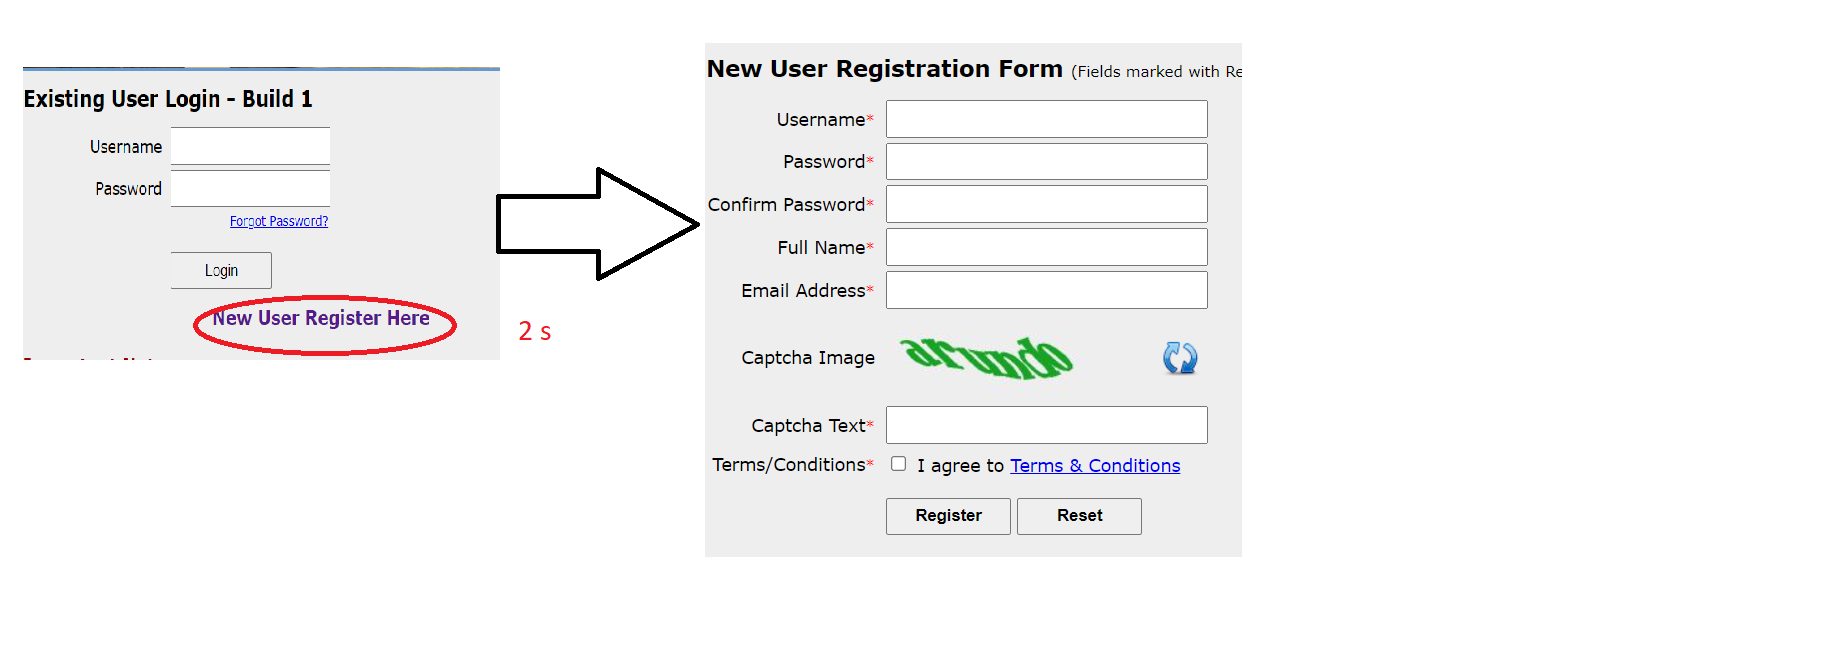 Existing User Login - Build 1
Username
Password
Forgot Password?
Login
New User Register Here
2 s
New User Registration Form (Fields marked with Re
Username*
Password*
Confirm Password*
Full Name*
Email Address*
Captcha Image
Captcha Text*
Terms/Conditions* I agree to Terms & Conditions
Register Reset